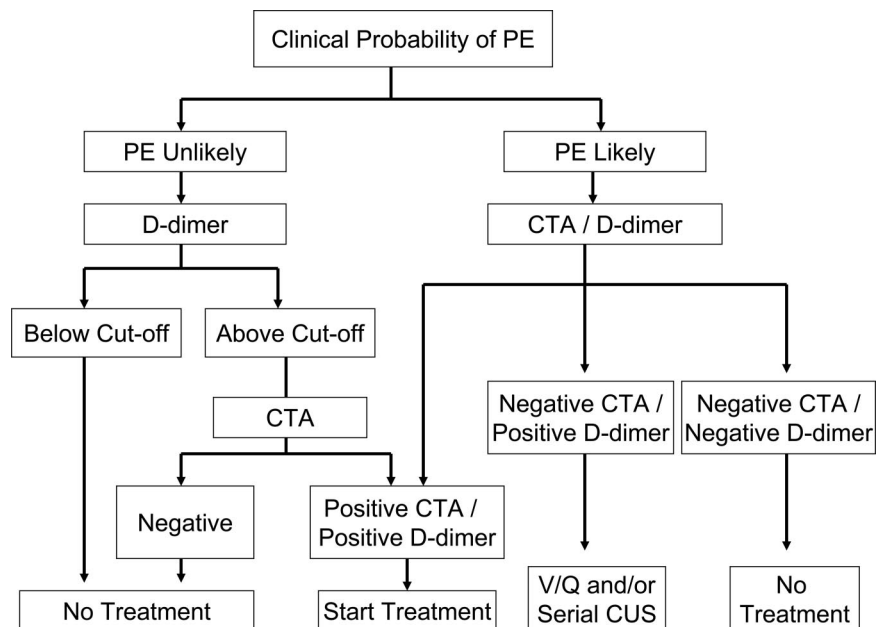 Clinical Probability of PE
PE Unlikely
PE Likely
D-dimer
CTA / D-dimer
Below Cut-off
Above Cut-off
CTA
Negative CTA /
Positive D-dimer
Negative CTA /
Negative D-dimer
Negative
Positive CTA /
Positive D-dimer
No Treatment
Start Treatment
V/Q and/or
Serial CUS
No
Treatment